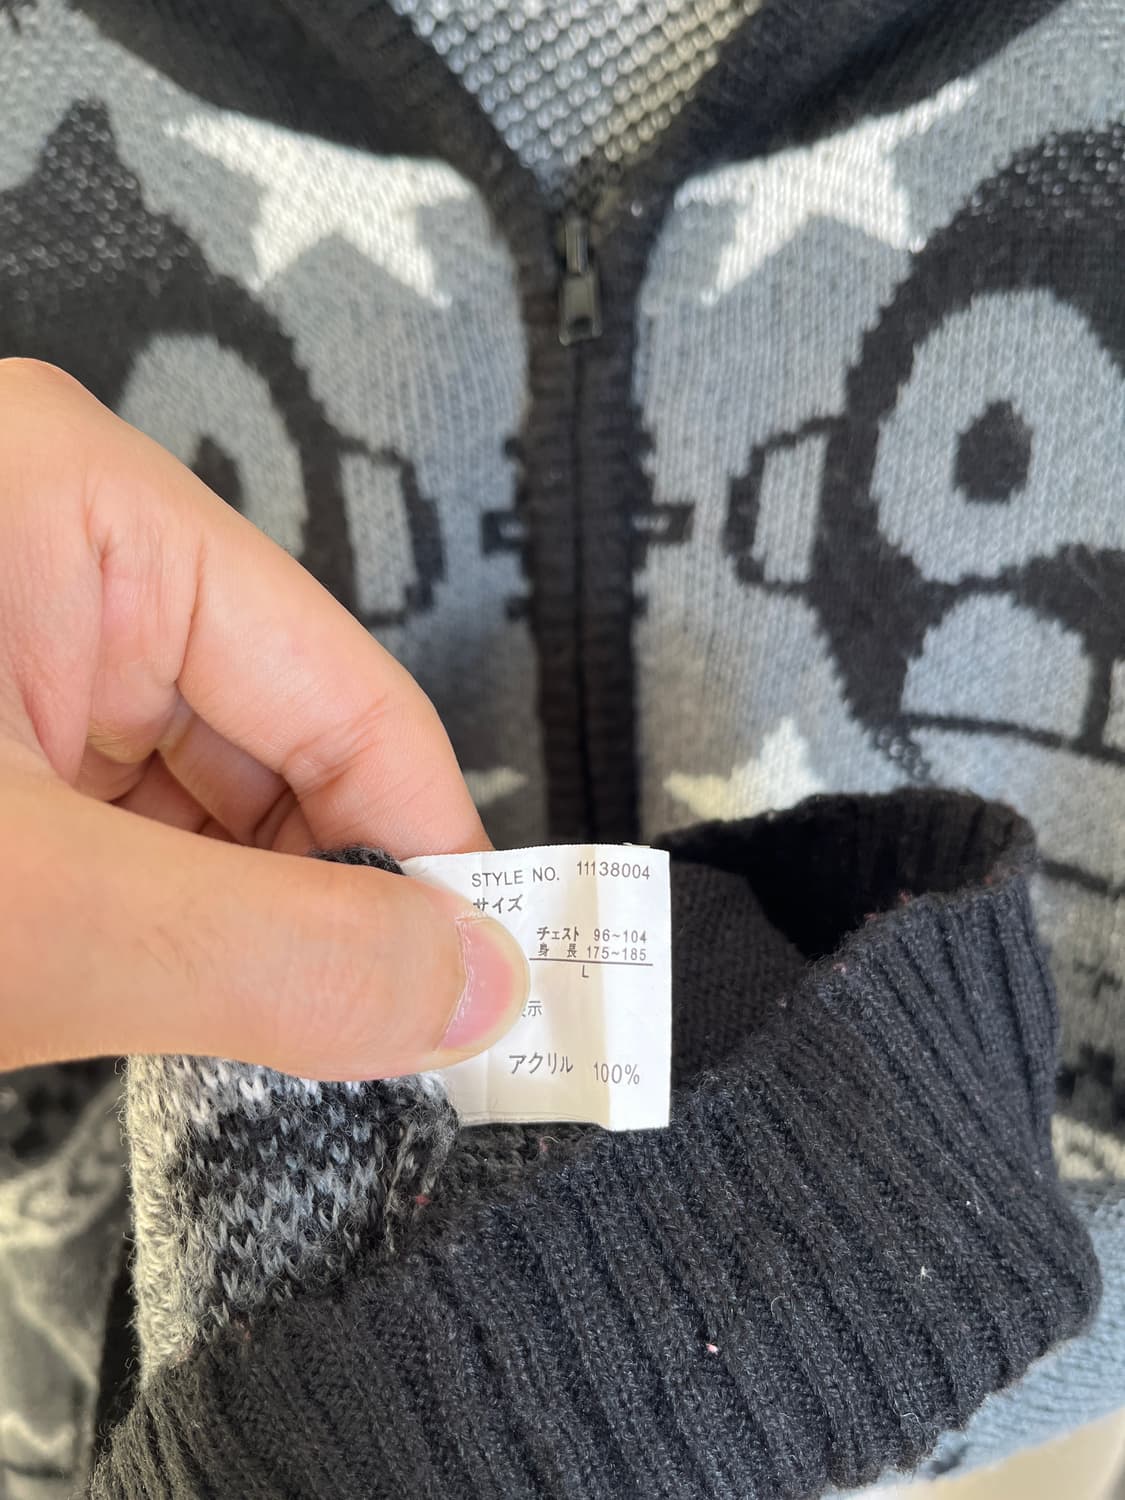 STYLE NO. 11138004
サイズ
チェスト 96~104
身 長 175~185
L
示
アクリル 100%